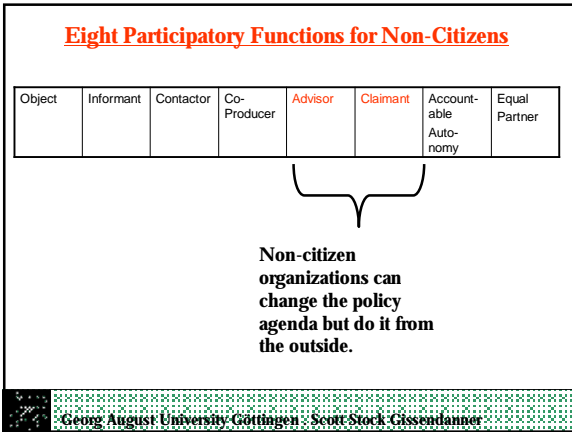 Eight Participatory Functions for Non-Citizens
Object Informant Contactor Co- Advisor Claimant Account- Equal
Producer able Partner
Auto-
nomy
Non-citizen
organizations can
change the policy
agenda but do it from
the outside.
Georg August University Göttingen : Scott Stock Gissendanner